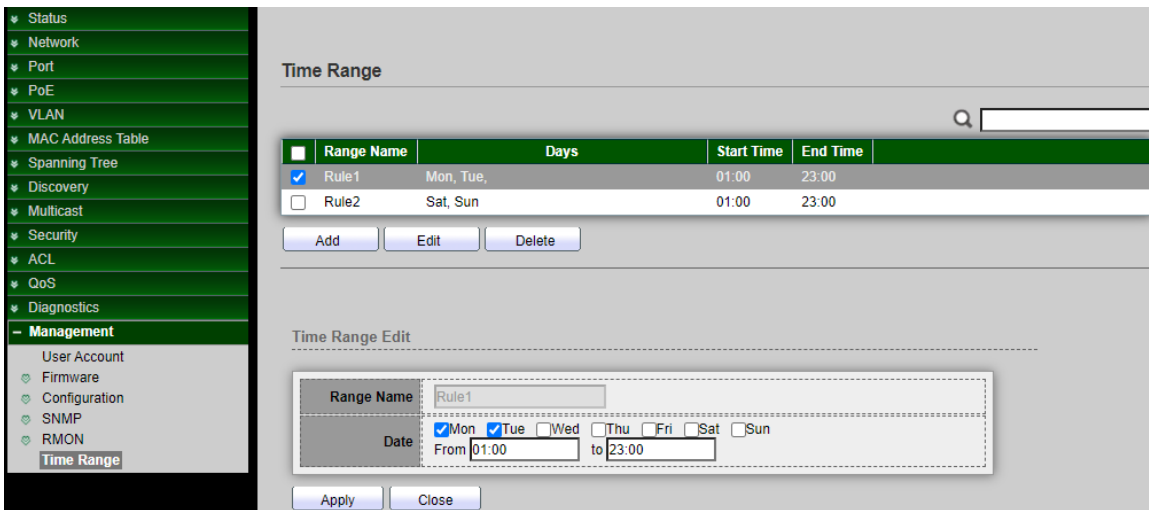 Status
Network
Port
PoE
VLAN
MAC Address Table
Spanning Tree
Discovery
Multicast
Security
ACL
QoS
Diagnostics
Management
User Account
Firmware
Configuration
SNMP
RMON
Time Range
Time Range
Range Name Days Start Time End Time
Rule1 Mon, Tue, 01:00 23:00
Rule2 Sat, Sun 01:00 23:00
Add Edit Delete
Time Range Edit
Range Name Rule1
Date Mon Tue Wed Thu Fri Sat Sun
From 01:00 to 23:00
Apply Close